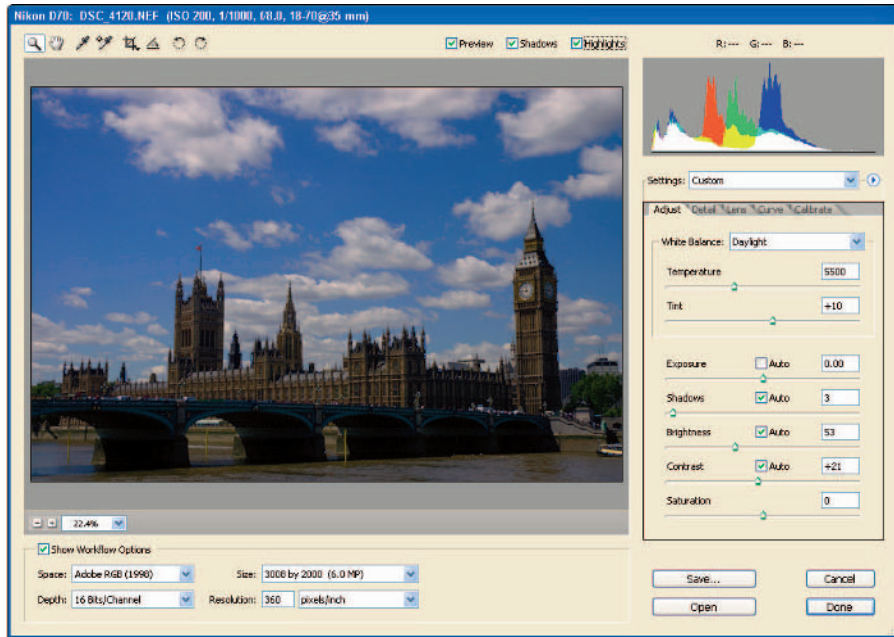 Nikon D70: DSC_4120.NEF (ISO 200, 1/1000, f/8.0, 18-70@35 mm)
Preview Shadows Highlights
R: --- G: --- B: ---
Settings: Custom
Adjust Detail Lens Curve Calibrate
White Balance: Daylight
Temperature 5500
Tint +10
Exposure Auto 0.00
Shadows Auto 3
Brightness Auto 53
Contrast Auto +21
Saturation 0
22.4%
Show Workflow Options
Space: Adobe RGB (1998) Size: 3008 by 2000 (6.0 MP)
Depth: 16 Bits/Channel Resolution: 360 pixels/inch
Save... Cancel
Open Done